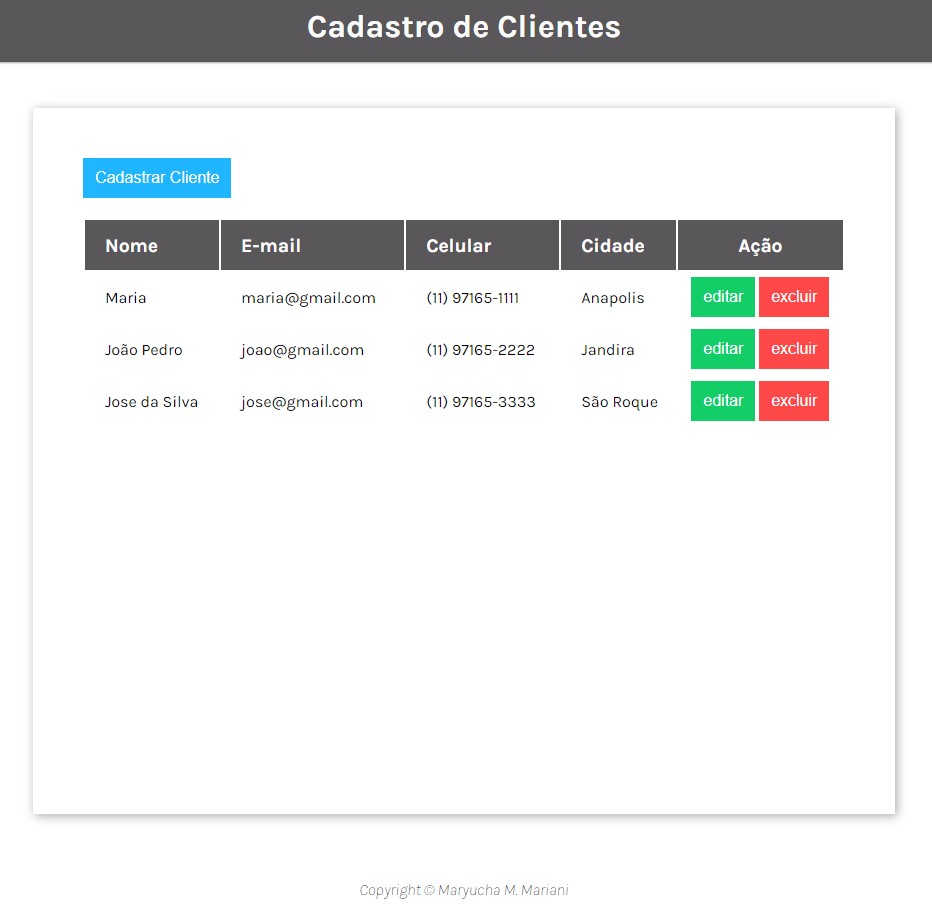 Cadastro de Clientes
Cadastrar Cliente
Nome E-mail Celular Cidade Ação
Maria maria@gmail.com (11) 97165-1111 Anapolis editar excluir
João Pedro joao@gmail.com (11) 97165-2222 Jandira editar excluir
Jose da Silva jose@gmail.com (11) 97165-3333 São Roque editar excluir
Copyright © Maryucha M. Mariani